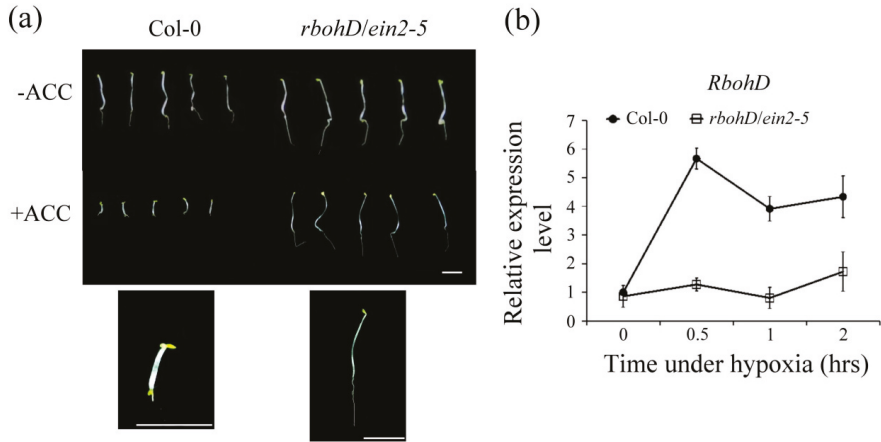 (a)
Col-0 rbohD/ein2-5
-ACC
+ACC
(b)
RbohD
Col-0 rbohD/ein2-5
7
6
5
4
3
2
1
0
Relative expression
level
0 0.5 1 2
Time under hypoxia (hrs)